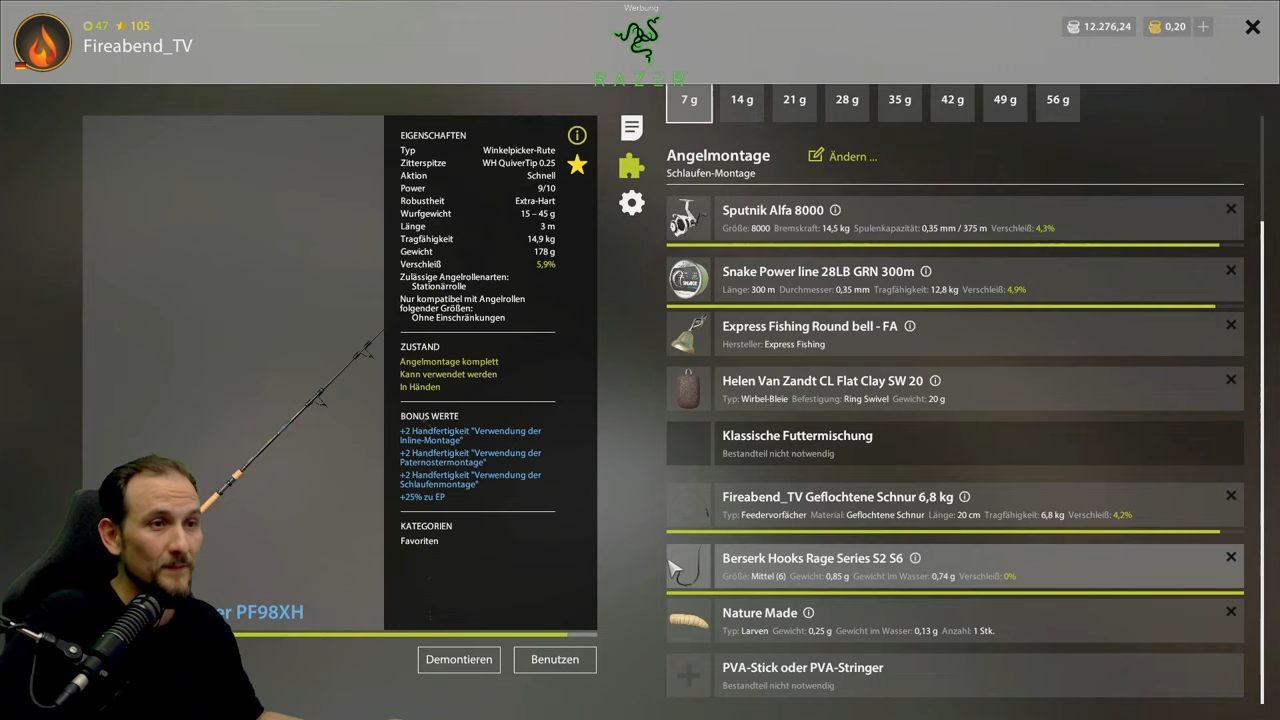 Werbung
47 105
Fireabend_TV
RAZER
12.276,24
0,20
7 g
14 g
21 g
28 g
35 g
42 g
49 g
56 g
EIGENSCHAFTEN
Typ Winkelpicker-Rute
Zitterspitze WH QuiverTip 0.25
Aktion Schnell
Power 9/10
Robustheit Extra-Hart
Wurfgewicht 15 – 45 g
Länge 3 m
Tragfähigkeit 14,9 kg
Gewicht 178 g
Verschleiß 5,9%
Zulässige Angelrollenarten:
Stationärrolle
Nur kompatibel mit Angelrollen
folgender Größen:
Ohne Einschränkungen
ZUSTAND
Angelmontage komplett
Kann verwendet werden
In Händen
BONUS WERTE
+2 Handfertigkeit "Verwendung der
Inline-Montage"
+2 Handfertigkeit "Verwendung der
Paternostermontage"
+2 Handfertigkeit "Verwendung der
Schlaufenmontage"
+25% zu EP
KATEGORIEN
Favoriten
er PF98XH
Demontieren
Benutzen
Angelmontage
Ändern ...
Schlaufen-Montage
Sputnik Alfa 8000
Größe: 8000 Bremskraft: 14,5 kg Spulenkapazität: 0,35 mm / 375 m Verschleiß: 4,3%
Snake Power line 28LB GRN 300m
Länge: 300 m Durchmesser: 0,35 mm Tragfähigkeit: 12,8 kg Verschleiß: 4,9%
Express Fishing Round bell - FA
Hersteller: Express Fishing
Helen Van Zandt CL Flat Clay SW 20
Typ: Wirbel-Bleie Befestigung: Ring Swivel Gewicht: 20 g
Klassische Futtermischung
Bestandteil nicht notwendig
Fireabend_TV Geflochtene Schnur 6,8 kg
Typ: Feedervorfächer Material: Geflochtene Schnur Länge: 20 cm Tragfähigkeit: 6,8 kg Verschleiß: 4,2%
Berserk Hooks Rage Series S2 S6
Größe: Mittel (6) Gewicht: 0,85 g Gewicht im Wasser: 0,74 g Verschleiß: 0%
Nature Made
Typ: Larven Gewicht: 0,25 g Gewicht im Wasser: 0,13 g Anzahl: 1 Stk.
PVA-Stick oder PVA-Stringer
Bestandteil nicht notwendig